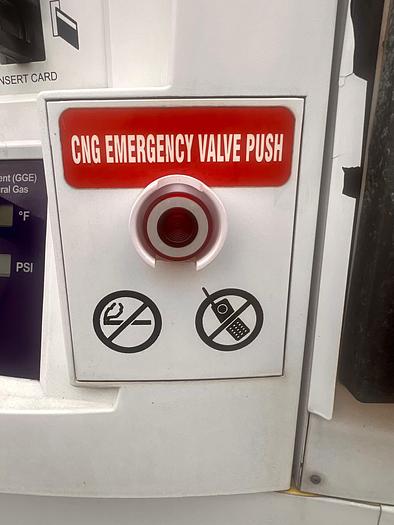 NSERT CARD
CNG EMERGENCY VALVE PUSH
ent (GGE)
ral Gas
°F
PSI